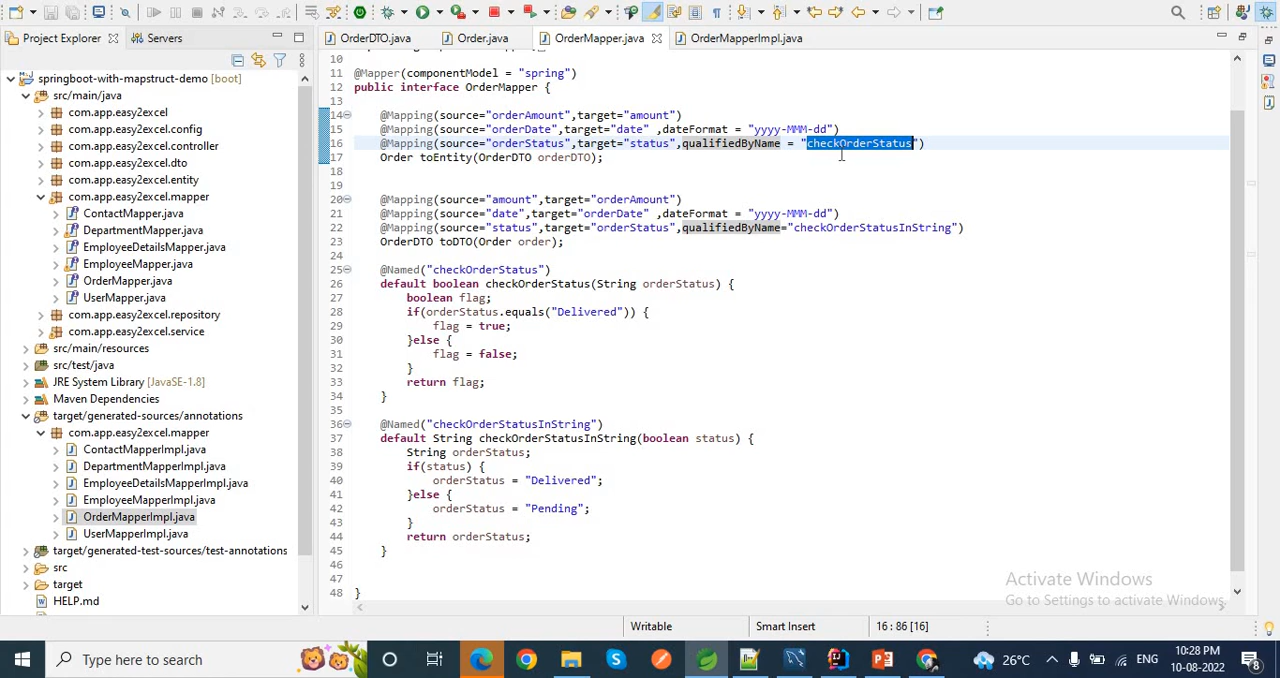 Project Explorer
Servers
OrderDTO.java
Order.java
OrderMapper.java
OrderMapperImpl.java
springboot-with-mapstruct-demo [boot]
src/main/java
com.app.easy2excel
com.app.easy2excel.config
com.app.easy2excel.controller
com.app.easy2excel.dto
com.app.easy2excel.entity
com.app.easy2excel.mapper
ContactMapper.java
DepartmentMapper.java
EmployeeDetailsMapper.java
EmployeeMapper.java
OrderMapper.java
UserMapper.java
com.app.easy2excel.repository
com.app.easy2excel.service
src/main/resources
src/test/java
JRE System Library [JavaSE-1.8]
Maven Dependencies
target/generated-sources/annotations
com.app.easy2excel.mapper
ContactMapperImpl.java
DepartmentMapperImpl.java
EmployeeDetailsMapperImpl.java
EmployeeMapperImpl.java
OrderMapperImpl.java
UserMapperImpl.java
target/generated-test-sources/test-annotations
src
target
HELP.md
10
11 @Mapper(componentModel = "spring")
12 public interface OrderMapper {
13
14 @Mapping(source="orderAmount",target="amount")
15 @Mapping(source="orderDate",target="date" ,dateFormat = "yyyy-MMM-dd")
16 @Mapping(source="orderStatus",target="status",qualifiedByName = "checkOrderStatus")
17 Order toEntity(OrderDTO orderDTO);
18
19
20 @Mapping(source="amount",target="orderAmount")
21 @Mapping(source="date",target="orderDate" ,dateFormat = "yyyy-MMM-dd")
22 @Mapping(source="status",target="orderStatus",qualifiedByName="checkOrderStatusInString")
23 OrderDTO toDTO(Order order);
24
25 @Named("checkOrderStatus")
26 default boolean checkOrderStatus(String orderStatus) {
27 boolean flag;
28 if(orderStatus.equals("Delivered")) {
29 flag = true;
30 }else {
31 flag = false;
32 }
33 return flag;
34 }
35
36 @Named("checkOrderStatusInString")
37 default String checkOrderStatusInString(boolean status) {
38 String orderStatus;
39 if(status) {
40 orderStatus = "Delivered";
41 }else {
42 orderStatus = "Pending";
43 }
44 return orderStatus;
45 }
46
47
48 }
Activate Windows
Go to Settings to activate Windows.
Writable
Smart Insert
16 : 86 [16]
Type here to search
26°C
ENG
10:28 PM
10-08-2022
8